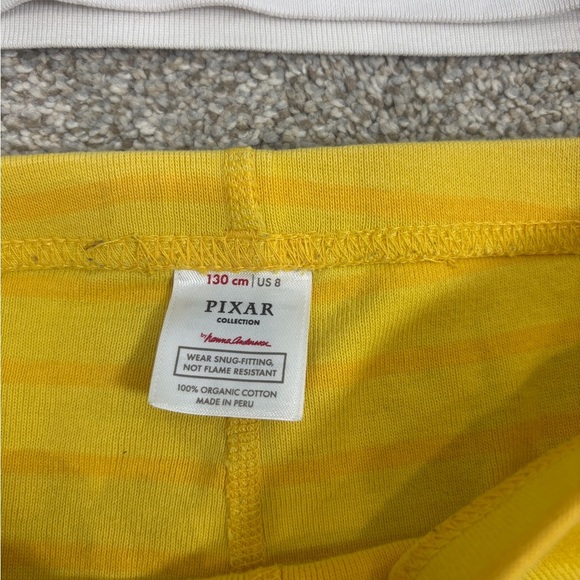 130 cm | US 8
PIXAR
COLLECTION
by hanna Andersson
WEAR SNUG-FITTING,
NOT FLAME RESISTANT
100% ORGANIC COTTON
MADE IN PERU